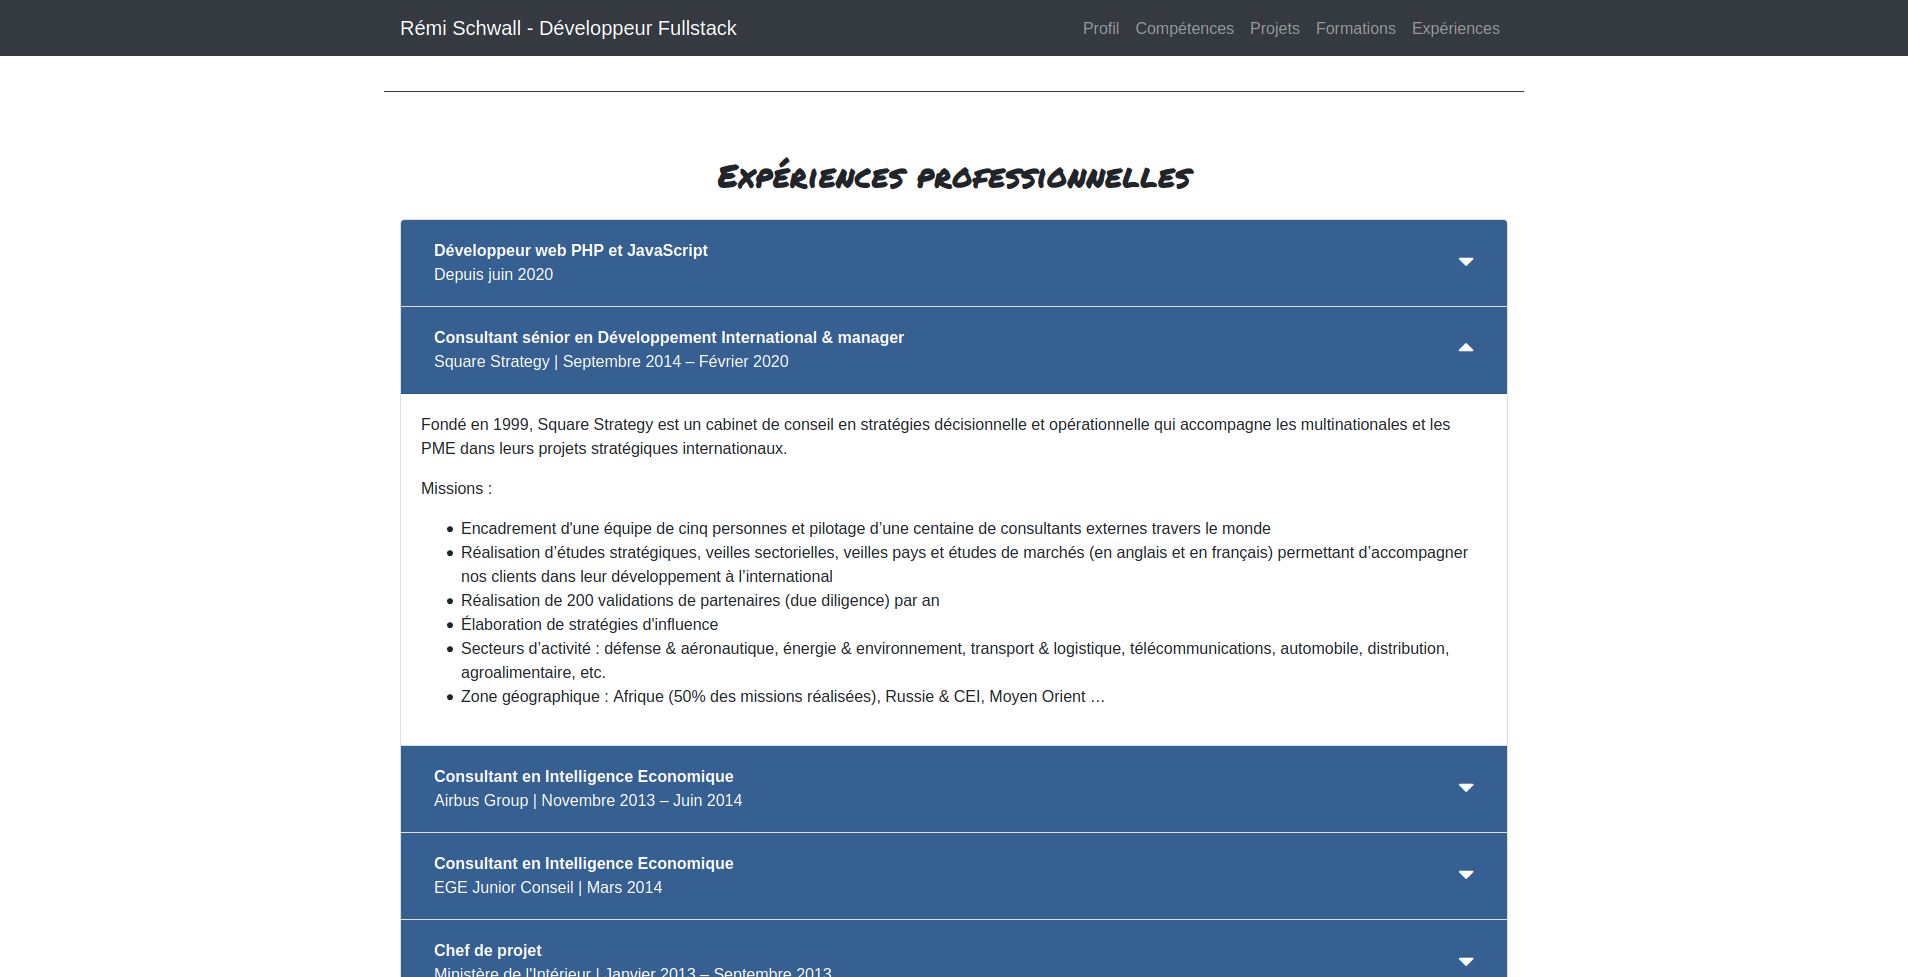 Rémi Schwall - Développeur Fullstack
Profil Compétences Projets Formations Expériences
Expériences professionnelles
Développeur web PHP et JavaScript
Depuis juin 2020
Consultant sénior en Développement International & manager
Square Strategy | Septembre 2014 – Février 2020
Fondé en 1999, Square Strategy est un cabinet de conseil en stratégies décisionnelle et opérationnelle qui accompagne les multinationales et les
PME dans leurs projets stratégiques internationaux.
Missions :
• Encadrement d'une équipe de cinq personnes et pilotage d’une centaine de consultants externes travers le monde
• Réalisation d’études stratégiques, veilles sectorielles, veilles pays et études de marchés (en anglais et en français) permettant d’accompagner
nos clients dans leur développement à l’international
• Réalisation de 200 validations de partenaires (due diligence) par an
• Élaboration de stratégies d'influence
• Secteurs d’activité : défense & aéronautique, énergie & environnement, transport & logistique, télécommunications, automobile, distribution,
agroalimentaire, etc.
• Zone géographique : Afrique (50% des missions réalisées), Russie & CEI, Moyen Orient …
Consultant en Intelligence Economique
Airbus Group | Novembre 2013 – Juin 2014
Consultant en Intelligence Economique
EGE Junior Conseil | Mars 2014
Chef de projet
Ministère de l'Intérieur | Janvier 2013 – Septembre 2013